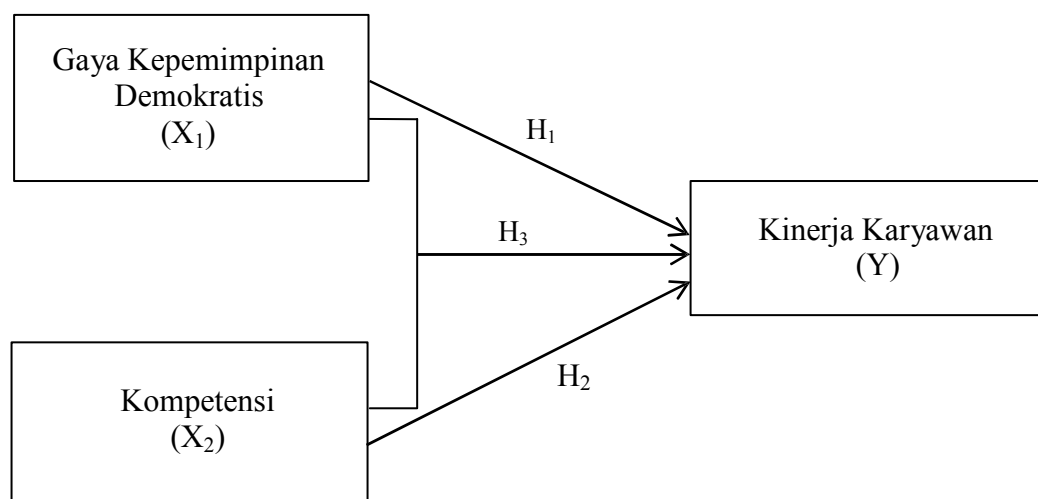 Gaya Kepemimpinan
Demokratis
(X₁)
H₁
H₃
Kinerja Karyawan
(Y)
Kompetensi
(X₂)
H₂